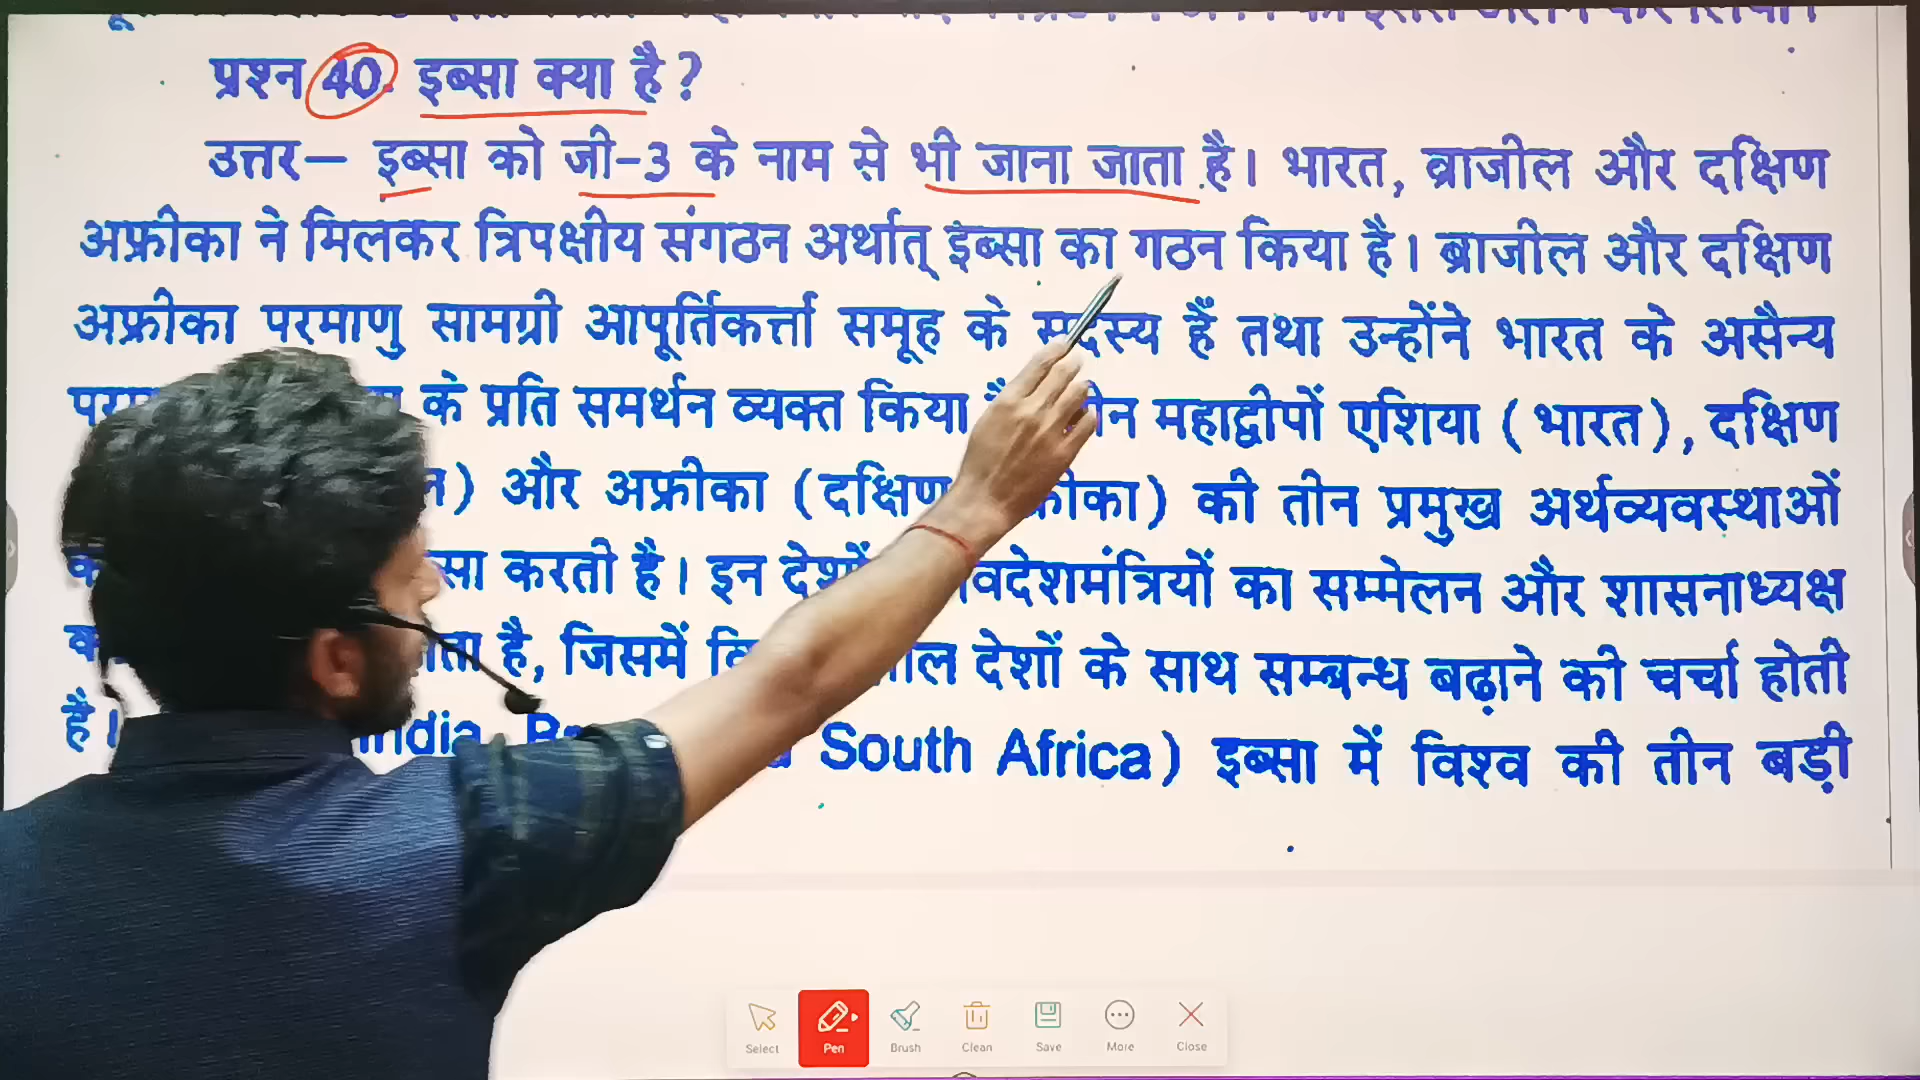 प्रश्न 40. इब्सा क्या है ?
उत्तर— इब्सा को जी-3 के नाम से भी जाना जाता है। भारत, ब्राजील और दक्षिण
अफ्रीका ने मिलकर त्रिपक्षीय संगठन अर्थात् इब्सा का गठन किया है। ब्राजील और दक्षिण
अफ्रीका परमाणु सामग्री आपूर्तिकर्त्ता समूह के सदस्य हैं तथा उन्होंने भारत के असैन्य
के प्रति समर्थन व्यक्त किया महाद्वीपों एशिया (भारत), दक्षिण
और अफ्रीका (दक्षिण की तीन प्रमुख अर्थव्यवस्थाओं
करती है। इन का सम्मेलन और शासनाध्यक्ष
है, जिसमें देशों के साथ सम्बन्ध बढ़ाने की चर्चा होती
है। India South Africa) इब्सा में विश्व की तीन बड़ी
Select Pen Brush Clean Save More Close